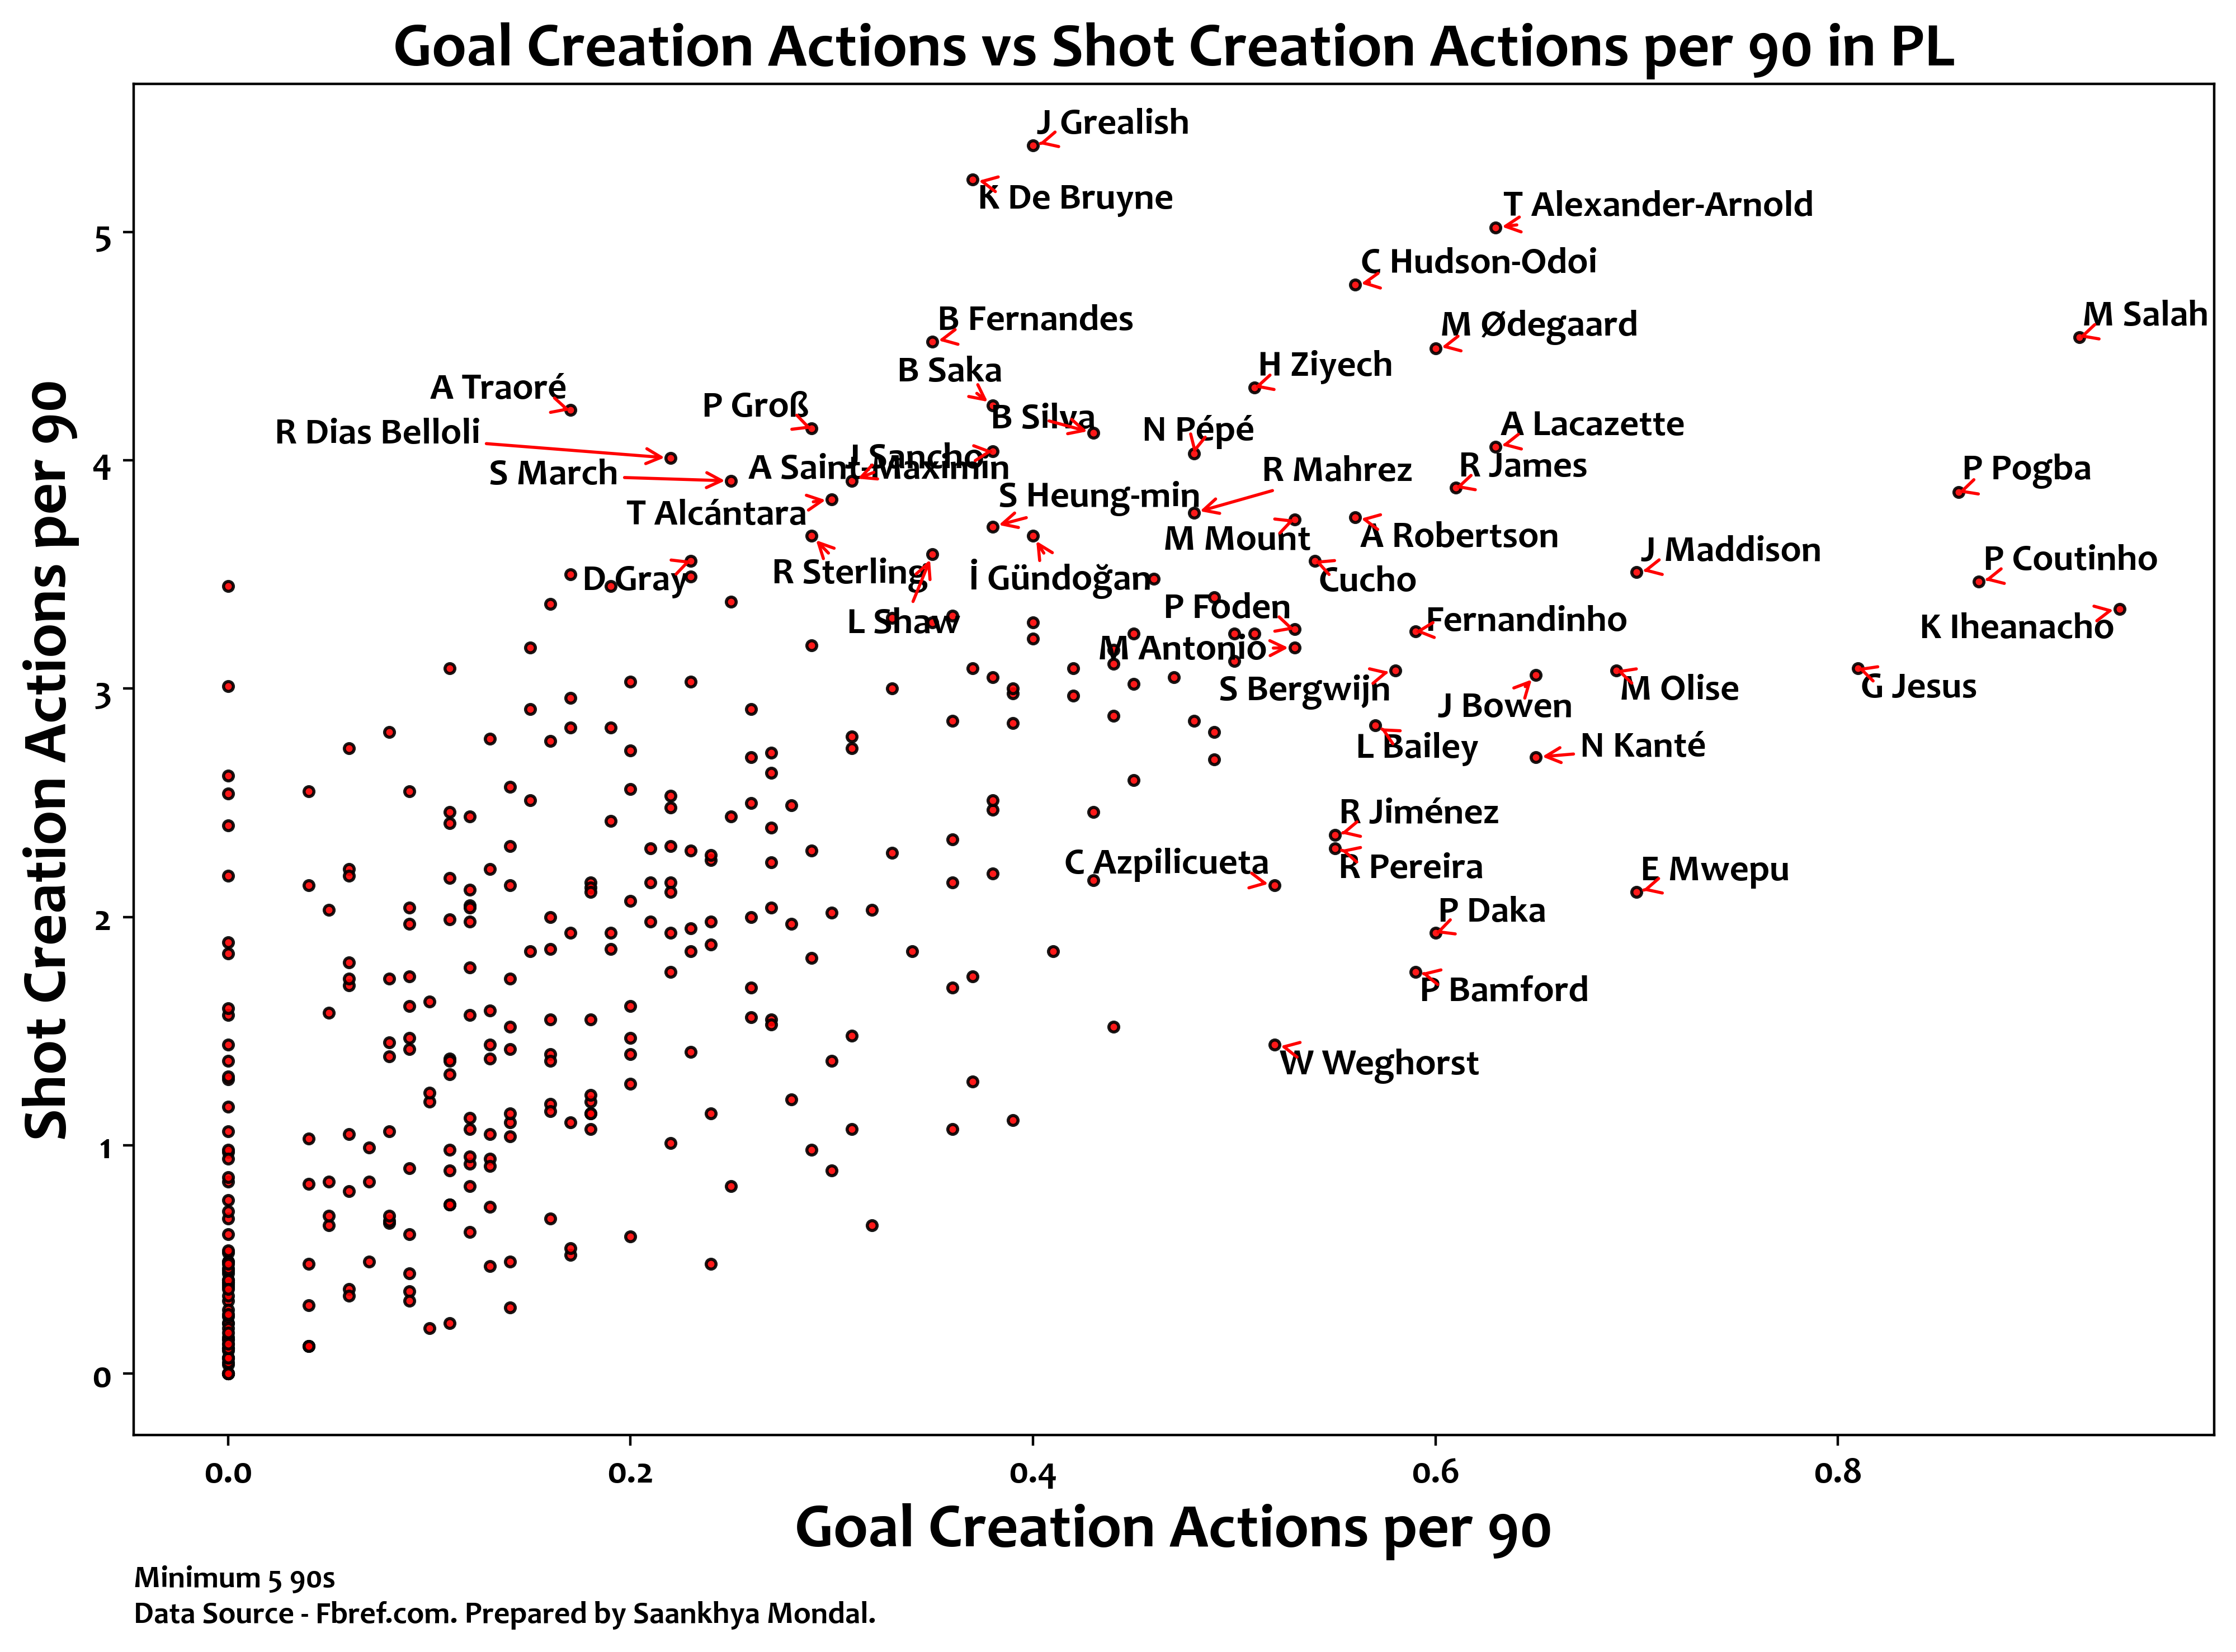 Goal Creation Actions vs Shot Creation Actions per 90 in PL
J Grealish
K De Bruyne
T Alexander-Arnold
C Hudson-Odoi
M Salah
B Fernandes
M Ødegaard
H Ziyech
B Saka
A Traoré
P Groß
B Silva
N Pépé
A Lacazette
R Dias Belloli
J Sancho
A Saint-Maximin
S March
R Mahrez
R James
P Pogba
S Heung-min
T Alcántara
M Mount
A Robertson
J Maddison
P Coutinho
D Gray
R Sterling
İ Gündoğan
Cucho
P Foden
L Shaw
Fernandinho
K Iheanacho
M Antonio
S Bergwijn
J Bowen
M Olise
G Jesus
L Bailey
N Kanté
R Jiménez
C Azpilicueta
R Pereira
E Mwepu
P Daka
P Bamford
W Weghorst
Shot Creation Actions per 90
5
4
3
2
1
0
0.0 0.2 0.4 0.6 0.8
Goal Creation Actions per 90
Minimum 5 90s
Data Source - Fbref.com. Prepared by Saankhya Mondal.